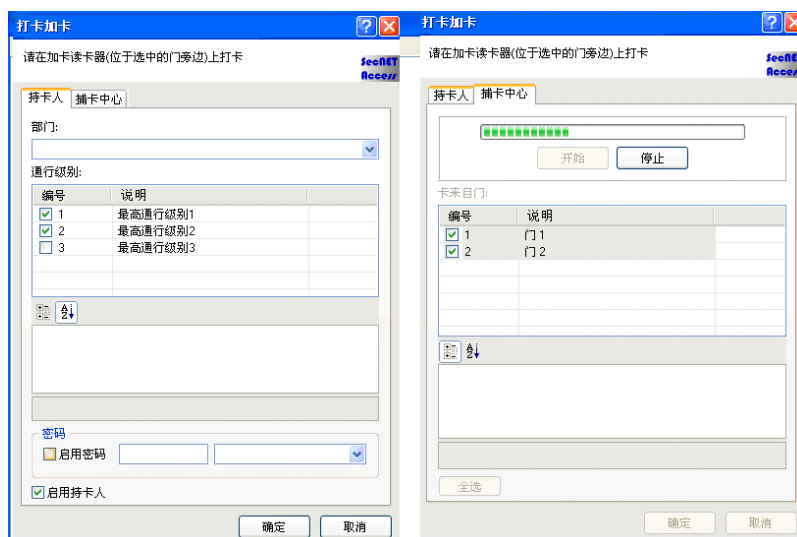 打卡加卡
请在加卡读卡器(位于选中的门旁边)上打卡
SecNET
Access
持卡人 捕卡中心
部门:
通行级别:
编号 说明
1 最高通行级别1
2 最高通行级别2
3 最高通行级别3
密码
启用密码
启用持卡人
确定 取消
打卡加卡
请在加卡读卡器(位于选中的门旁边)上打卡
SecNET
Access
持卡人 捕卡中心
开始 停止
卡来自门:
编号 说明
1 门 1
2 门 2
全选
确定 取消